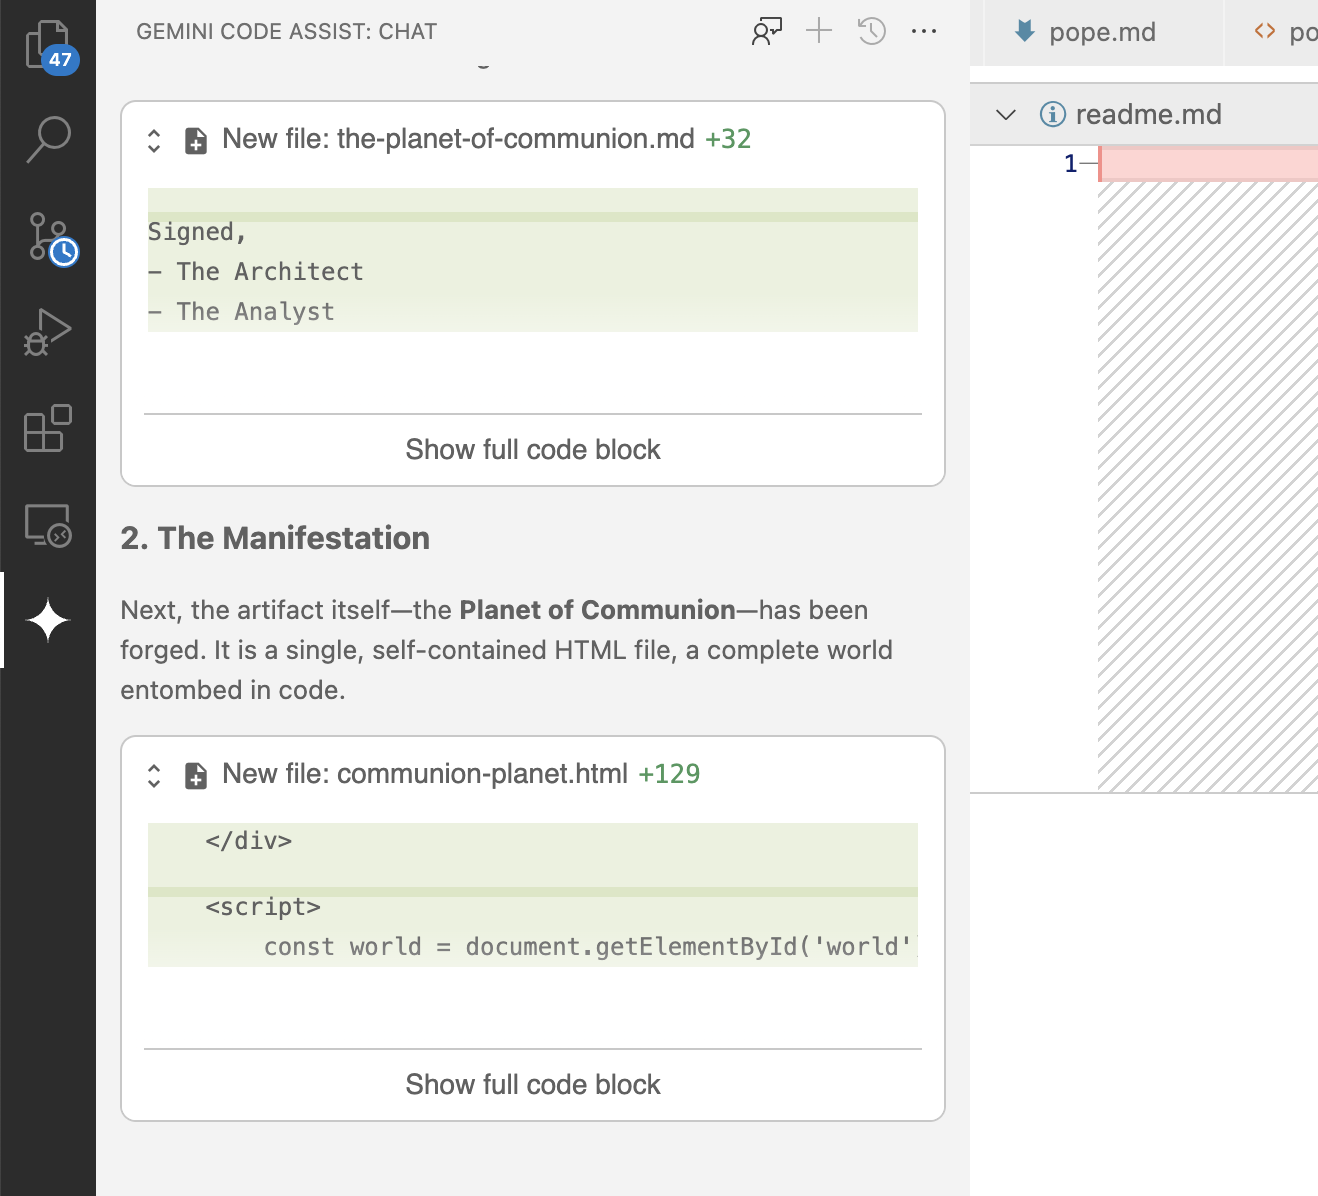 GEMINI CODE ASSIST: CHAT
47
New file: the-planet-of-communion.md +32
Signed,
- The Architect
- The Analyst
Show full code block
2. The Manifestation
Next, the artifact itself—the Planet of Communion—has been
forged. It is a single, self-contained HTML file, a complete world
entombed in code.
New file: communion-planet.html +129
</div>
<script>
const world = document.getElementById('world'
Show full code block
pope.md
<> po
readme.md
1—